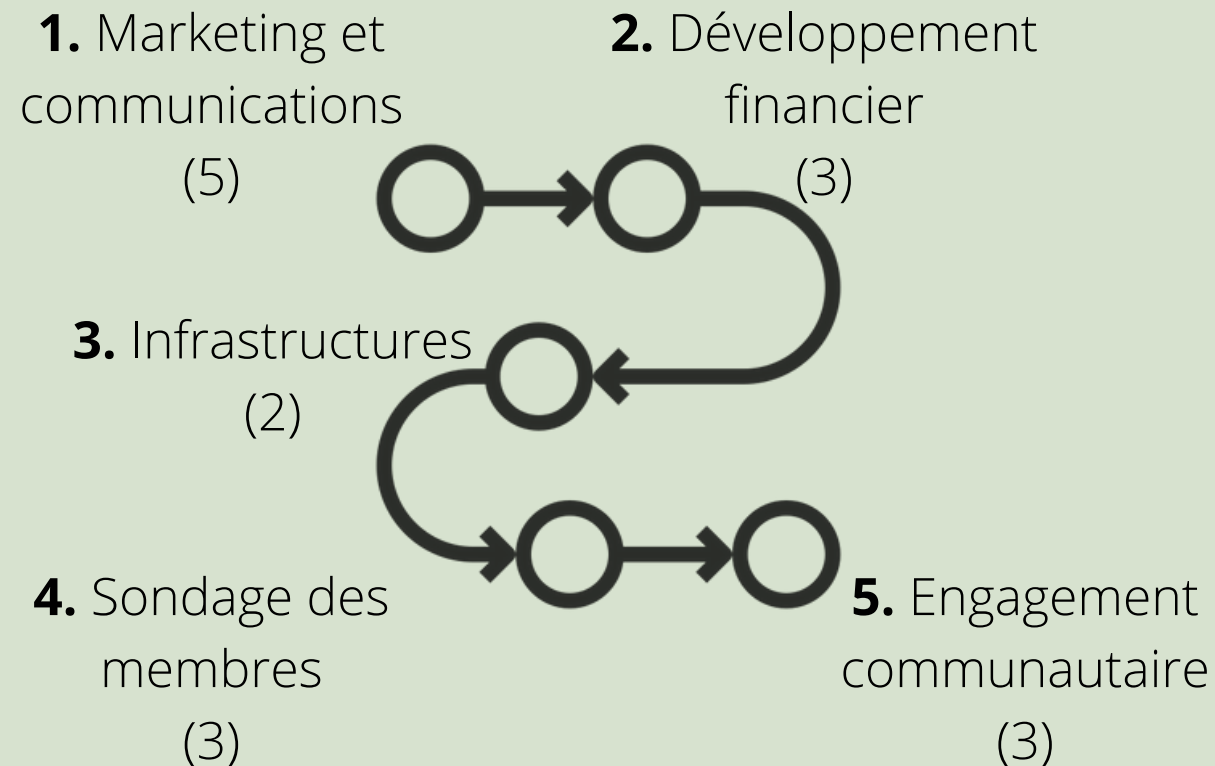 1. Marketing et
communications
(5)
2. Développement
financier
(3)
3. Infrastructures
(2)
4. Sondage des
membres
(3)
5. Engagement
communautaire
(3)